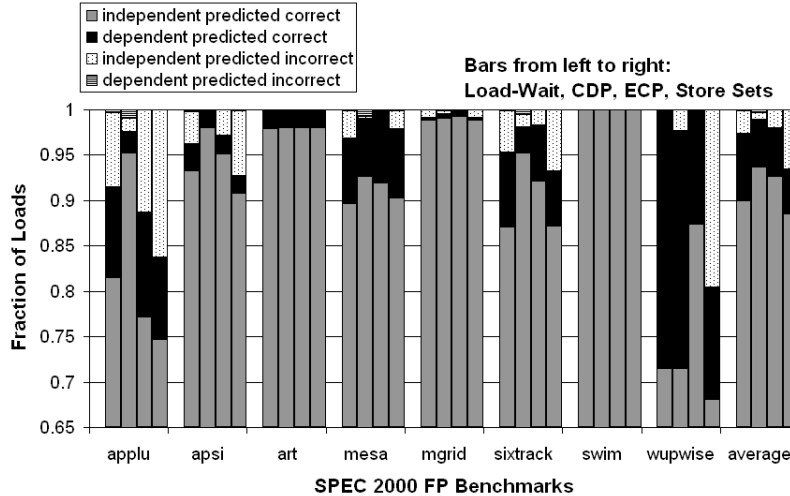 independent predicted correct
dependent predicted correct
independent predicted incorrect
dependent predicted incorrect
Bars from left to right:
Load-Wait, CDP, ECP, Store Sets
Fraction of Loads
1
0.95
0.9
0.85
0.8
0.75
0.7
0.65
applu apsi art mesa mgrid sixtrack swim wupwise average
SPEC 2000 FP Benchmarks